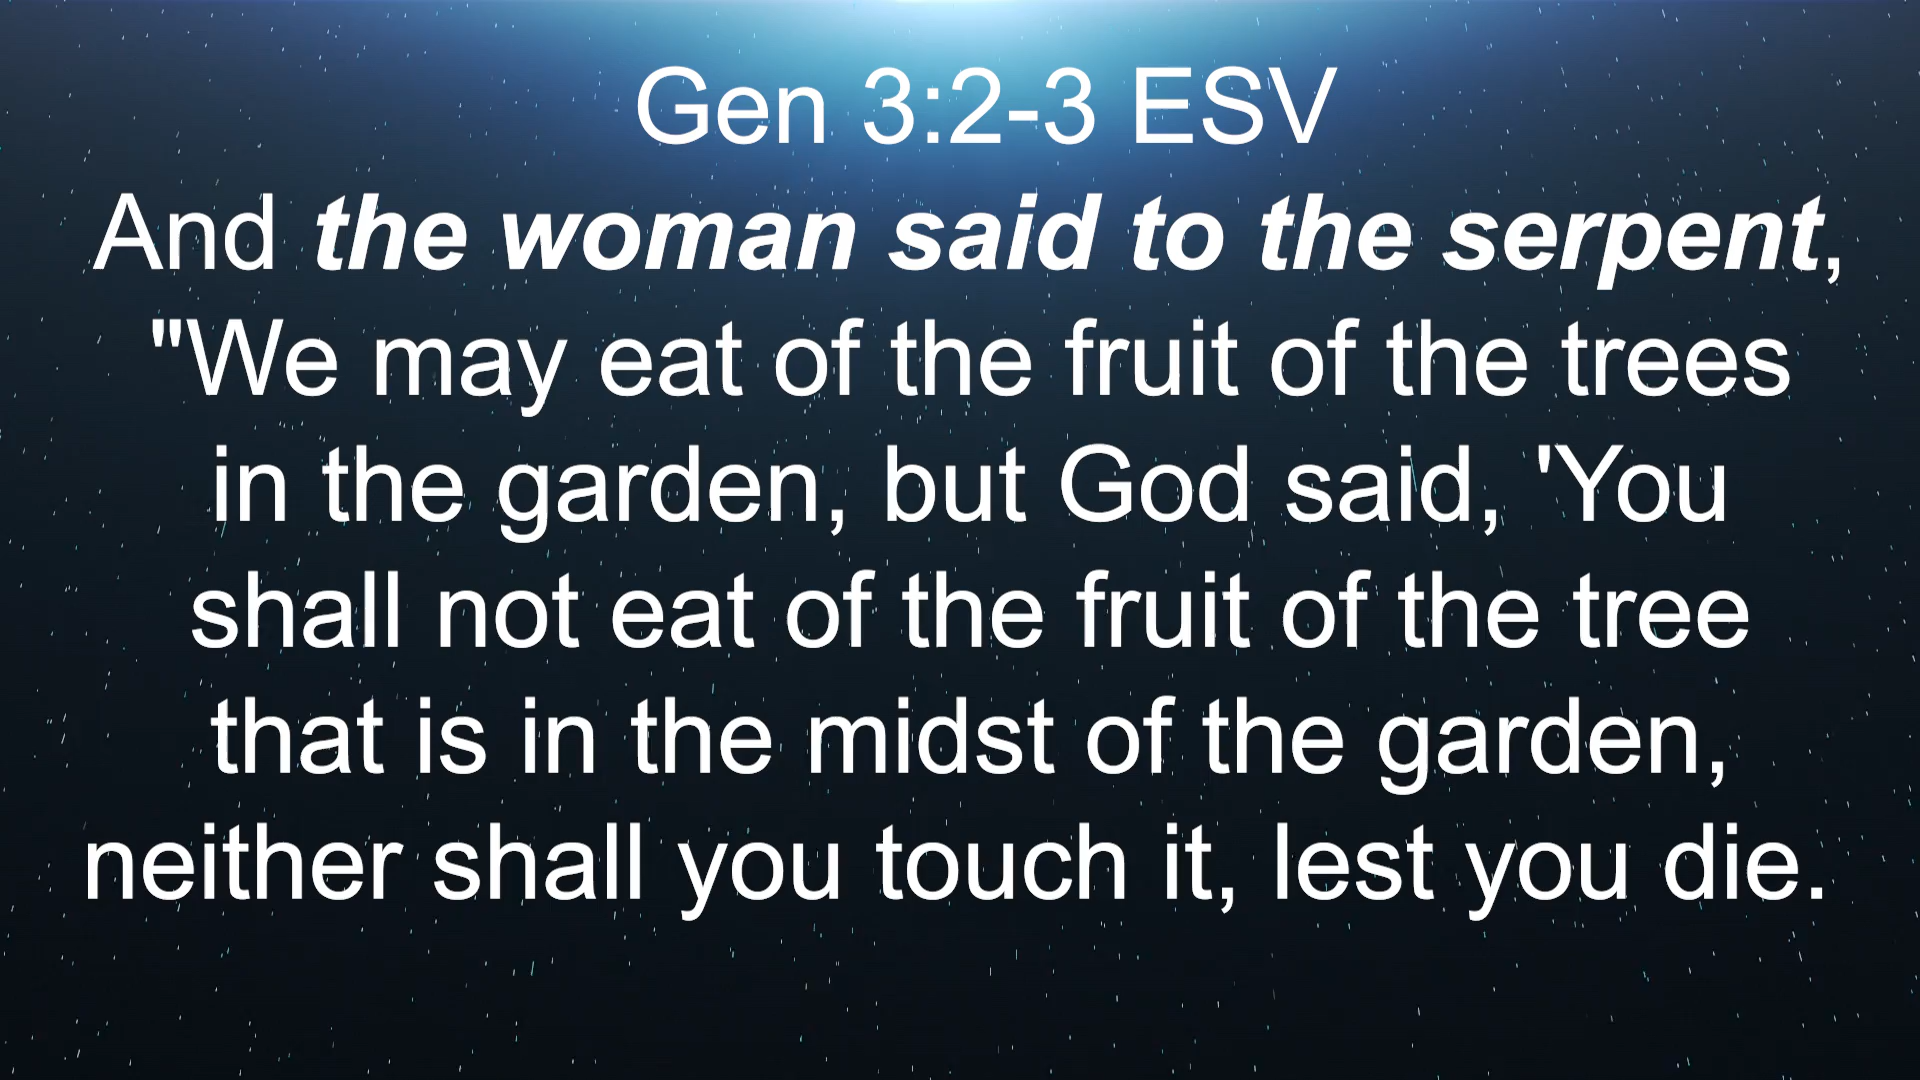 Gen 3:2-3 ESV
And the woman said to the serpent,
"We may eat of the fruit of the trees
in the garden, but God said, 'You
shall not eat of the fruit of the tree
that is in the midst of the garden,
neither shall you touch it, lest you die.